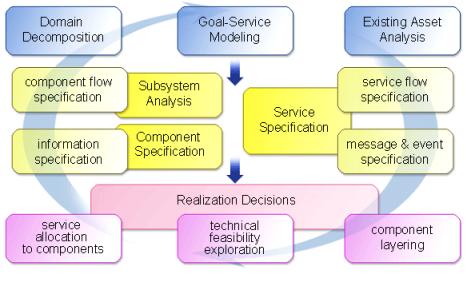 Domain
Decomposition
Goal-Service
Modeling
Existing Asset
Analysis
component flow
specification
Subsystem
Analysis
information
specification
Component
Specification
Service
Specification
service flow
specification
message & event
specification
Realization Decisions
service
allocation
to components
technical
feasibility
exploration
component
layering